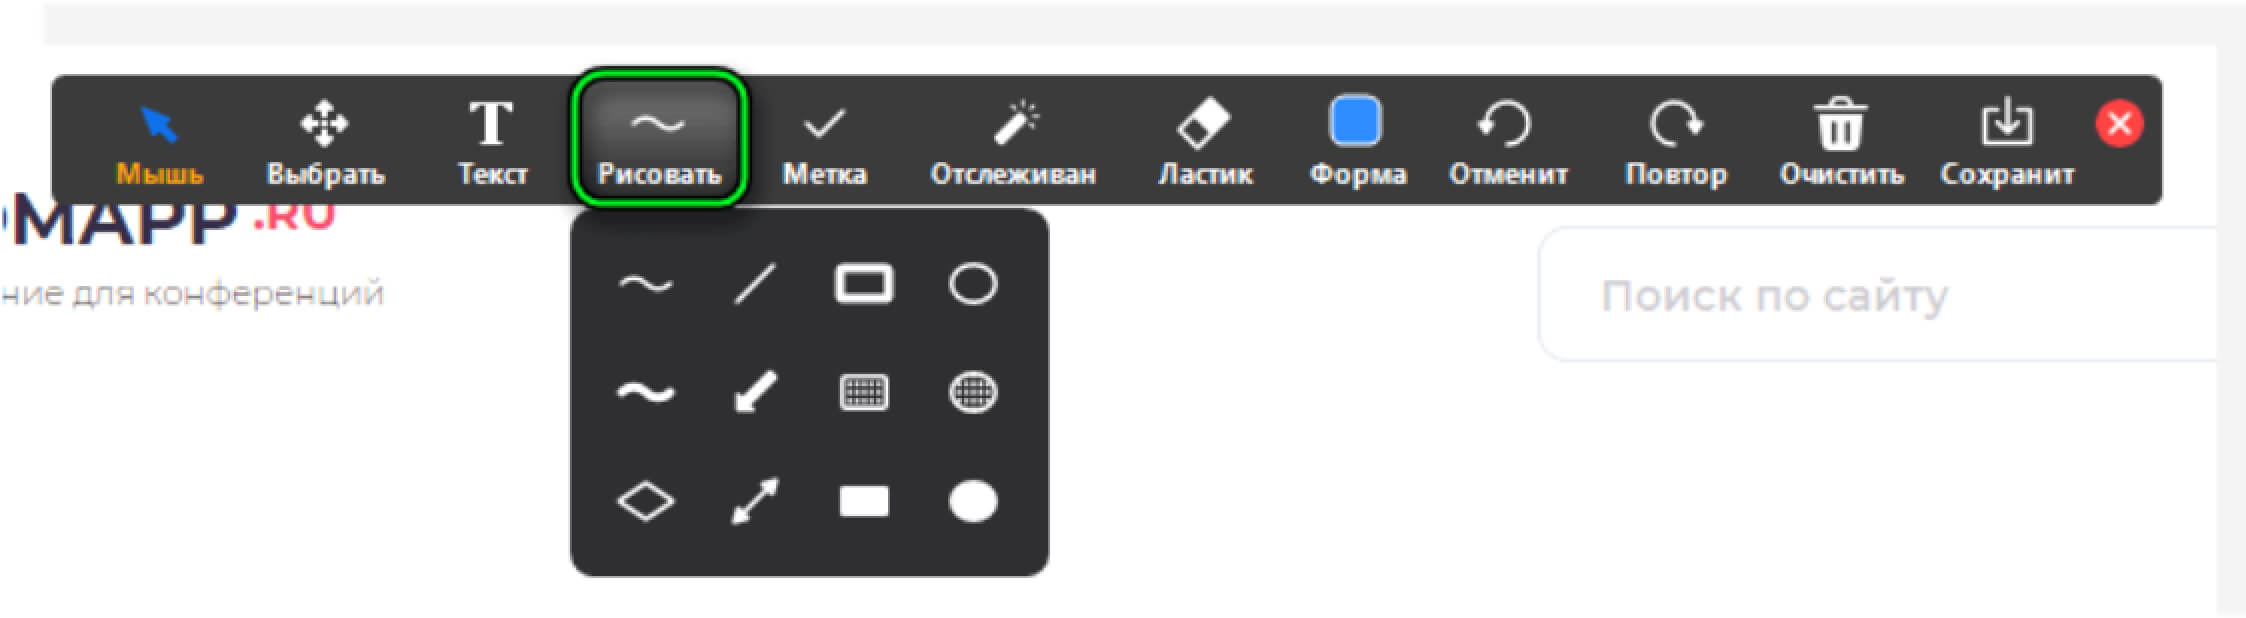 Мышь Выбрать Текст Рисовать Метка Отслеживан Ластик Форма Отменит Повтор Очистить Сохранит
МАPP .RU
ние для конференций
Поиск по сайту